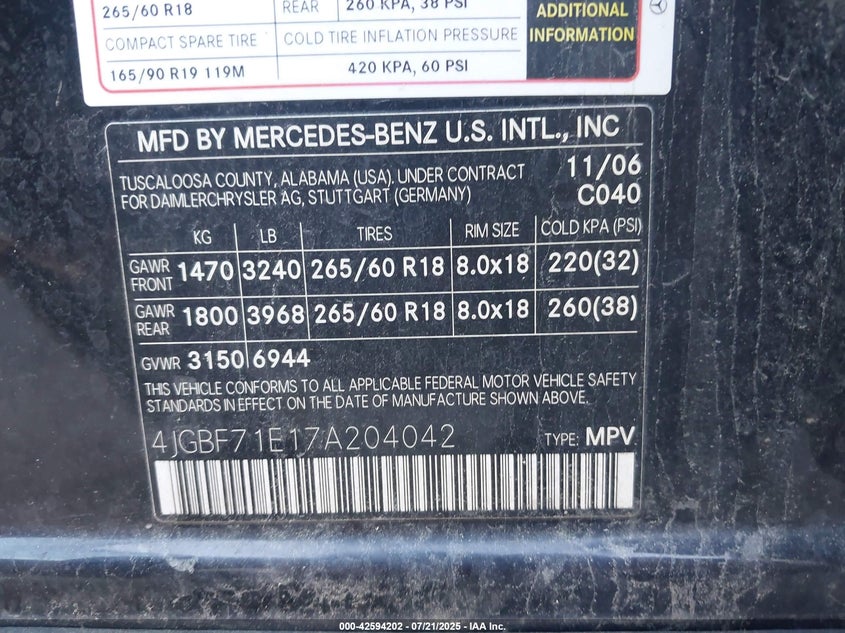 265/60 R18 REAR 260 KPA, 38 PSI
ADDITIONAL
INFORMATION
COMPACT SPARE TIRE COLD TIRE INFLATION PRESSURE
165/90 R19 119M 420 KPA, 60 PSI
MFD BY MERCEDES-BENZ U.S. INTL., INC
TUSCALOOSA COUNTY, ALABAMA (USA). UNDER CONTRACT 11/06
FOR DAIMLERCHRYSLER AG, STUTTGART (GERMANY) C040
KG LB TIRES RIM SIZE COLD KPA (PSI)
GAWR FRONT 1470 3240 265/60 R18 8.0x18 220(32)
GAWR REAR 1800 3968 265/60 R18 8.0x18 260(38)
GVWR 3150 6944
THIS VEHICLE CONFORMS TO ALL APPLICABLE FEDERAL MOTOR VEHICLE SAFETY
STANDARDS IN EFFECT ON THE DATE OF MANUFACTURE SHOWN ABOVE.
4JGBF71E17A204042 TYPE: MPV
000-42594202 - 07/21/2025 - IAA Inc.